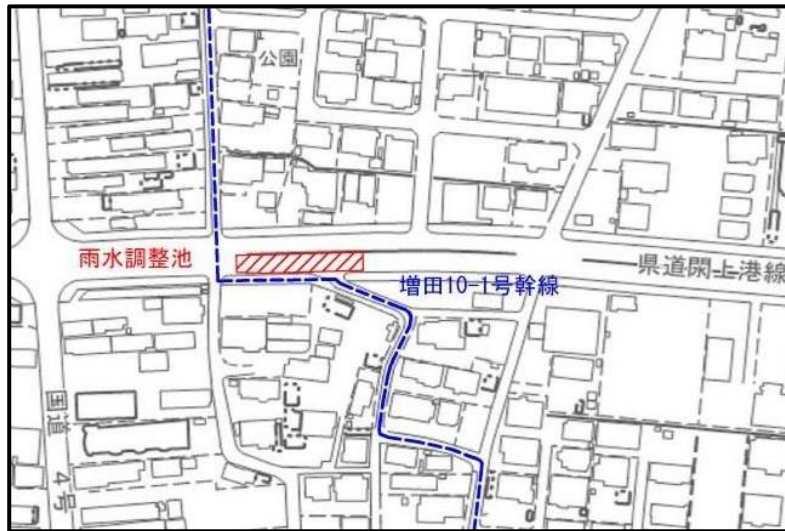 公園
雨水調整池
県道閖上港線
増田10-1号幹線
国道4号